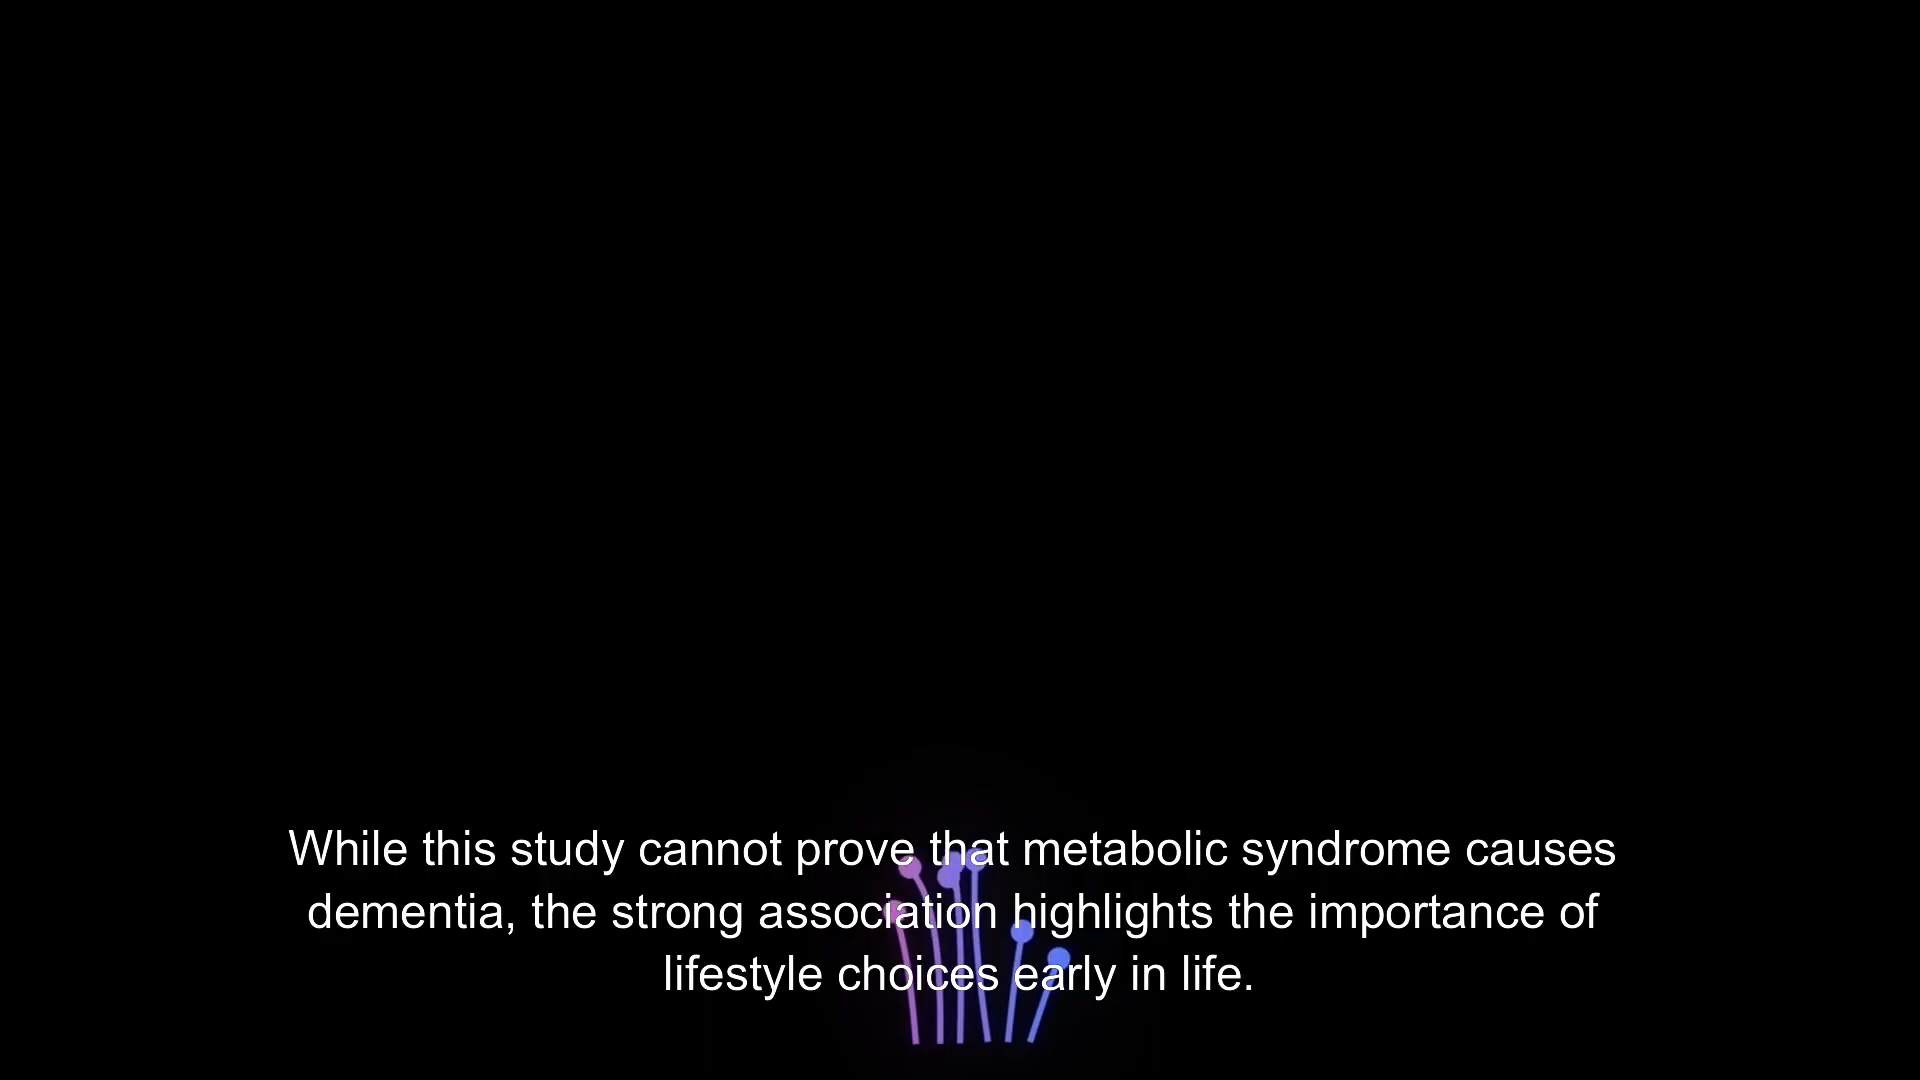 While this study cannot prove that metabolic syndrome causes
dementia, the strong association highlights the importance of
lifestyle choices early in life.